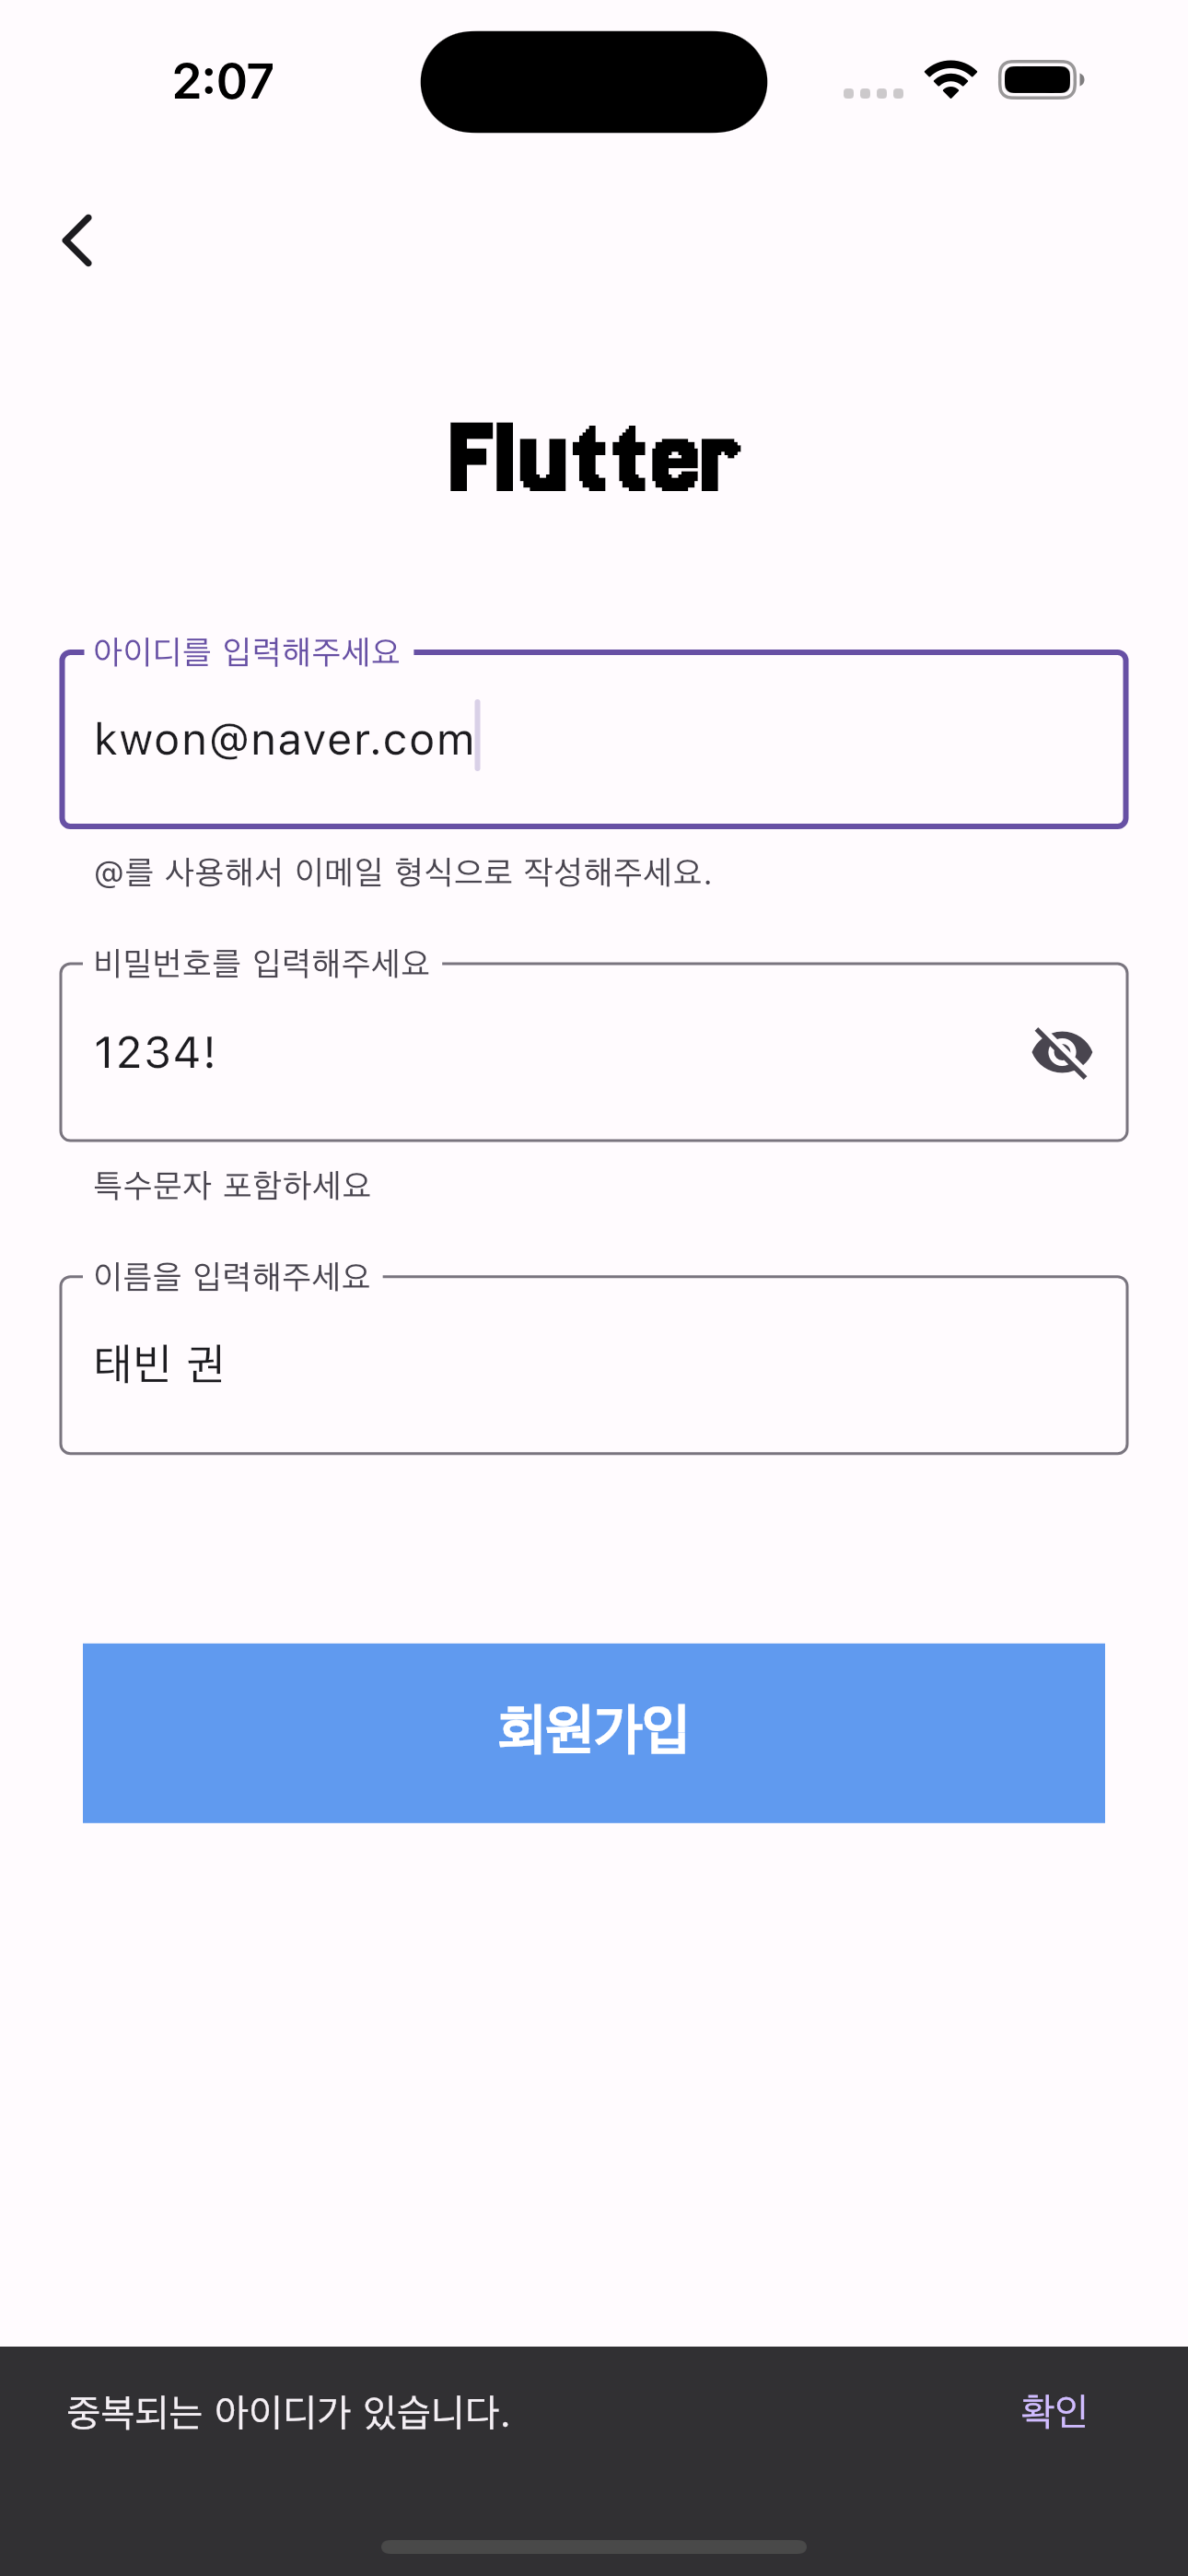 2:07
Flutter
아이디를 입력해주세요
kwon@naver.com
@를 사용해서 이메일 형식으로 작성해주세요.
비밀번호를 입력해주세요
1234!
특수문자 포함하세요
이름을 입력해주세요
태빈 권
회원가입
중복되는 아이디가 있습니다.
확인